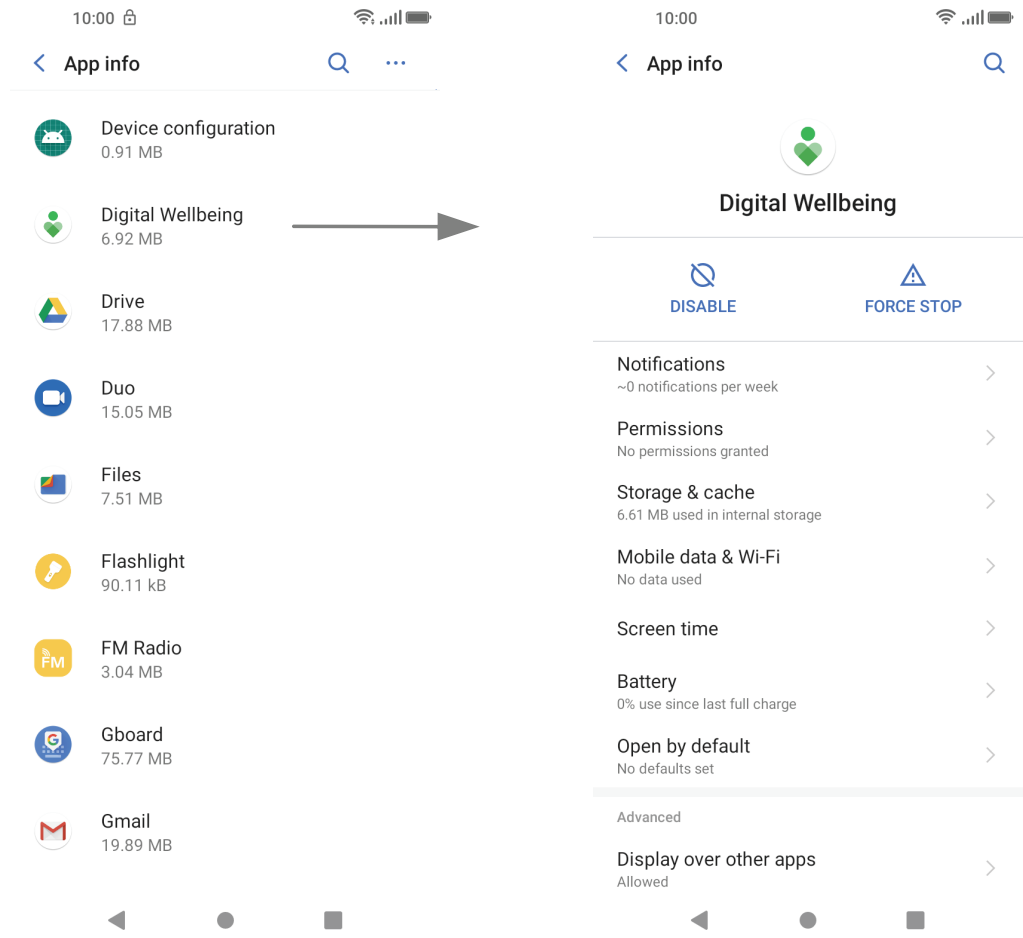 10:00
App info
Device configuration
0.91 MB
Digital Wellbeing
6.92 MB
Drive
17.88 MB
Duo
15.05 MB
Files
7.51 MB
Flashlight
90.11 kB
FM
FM Radio
3.04 MB
G
Gboard
75.77 MB
Gmail
19.89 MB
10:00
App info
Digital Wellbeing
DISABLE
FORCE STOP
Notifications
~0 notifications per week
Permissions
No permissions granted
Storage & cache
6.61 MB used in internal storage
Mobile data & Wi-Fi
No data used
Screen time
Battery
0% use since last full charge
Open by default
No defaults set
Advanced
Display over other apps
Allowed